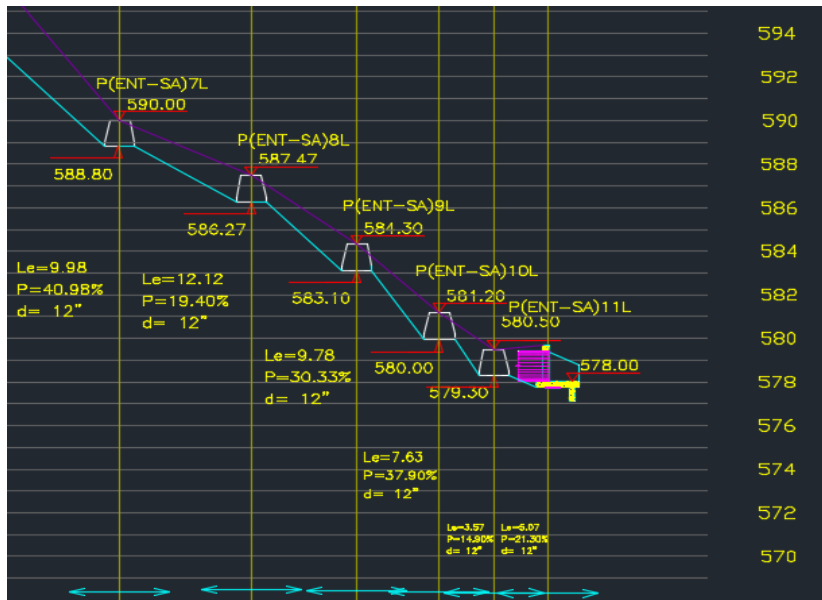 P(ENT-SA)7L
590.00
588.80
P(ENT-SA)8L
587.47
586.27
P(ENT-SA)9L
584.30
583.10
P(ENT-SA)10L
581.20
580.00
P(ENT-SA)11L
580.50
579.30
578.00
Le=9.98
P=40.98%
d= 12"
Le=12.12
P=19.40%
d= 12"
Le=9.78
P=30.33%
d= 12"
Le=7.63
P=37.90%
d= 12"
Le=3.57
P=14.90%
d= 12"
Le=5.07
P=21.30%
d= 12"
594
592
590
588
586
584
582
580
578
576
574
572
570